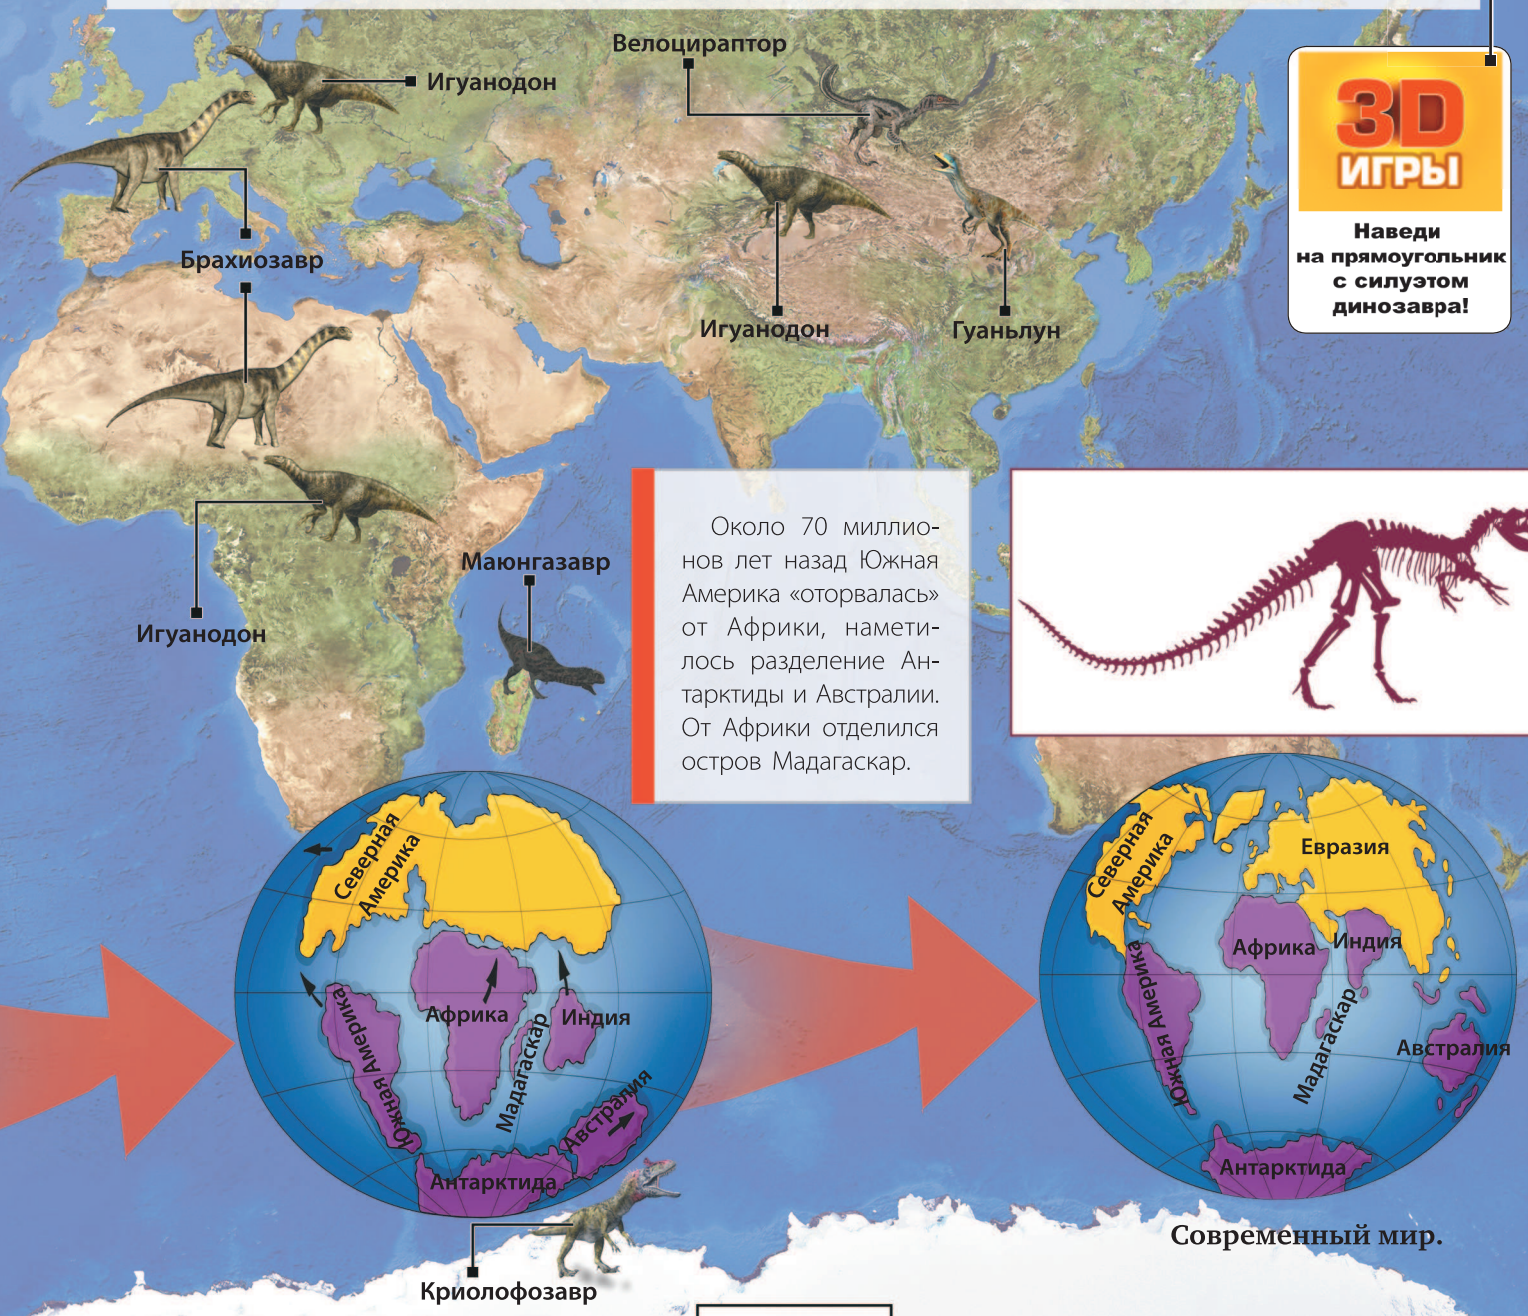 Велоцираптор
Игуанодон
3D
ИГРЫ
Наведи
на прямоугольник
с силуэтом
динозавра!
Брахиозавр
Игуанодон
Гуаньлун
Маюнгазавр
Игуанодон
Около 70 миллио-
нов лет назад Южная
Америка «оторвалась»
от Африки, намети-
лось разделение Ан-
тарктиды и Австралии.
От Африки отделился
остров Мадагаскар.
Северная
Америка
Южная Америка
Африка
Мадагаскар
Индия
Австралия
Антарктида
Северная
Америка
Евразия
Африка
Индия
Южная Америка
Мадагаскар
Австралия
Антарктида
Современный мир.
Криолофозавр